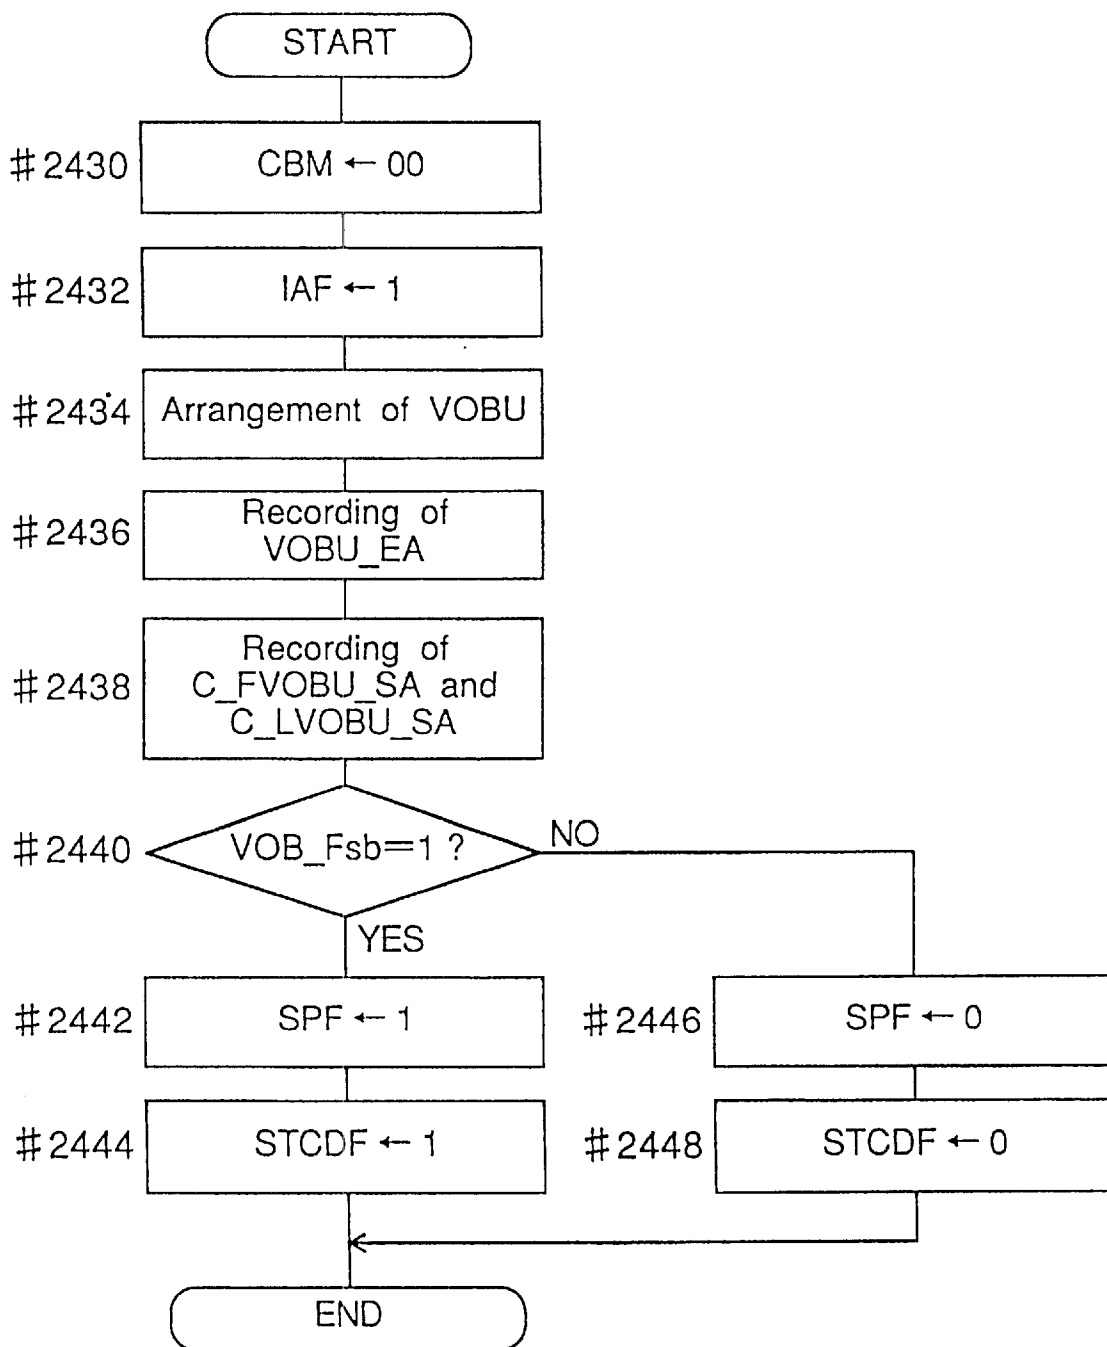 START
#2430 CBM ← 00
#2432 IAF ← 1
#2434 Arrangement of VOBU
#2436 Recording of
VOBU_EA
#2438 Recording of
C_FVOBU_SA and
C_LVOBU_SA
#2440 VOB_Fsb=1 ? NO
YES
#2442 SPF ← 1
#2446 SPF ← 0
#2444 STCDF ← 1
#2448 STCDF ← 0
END